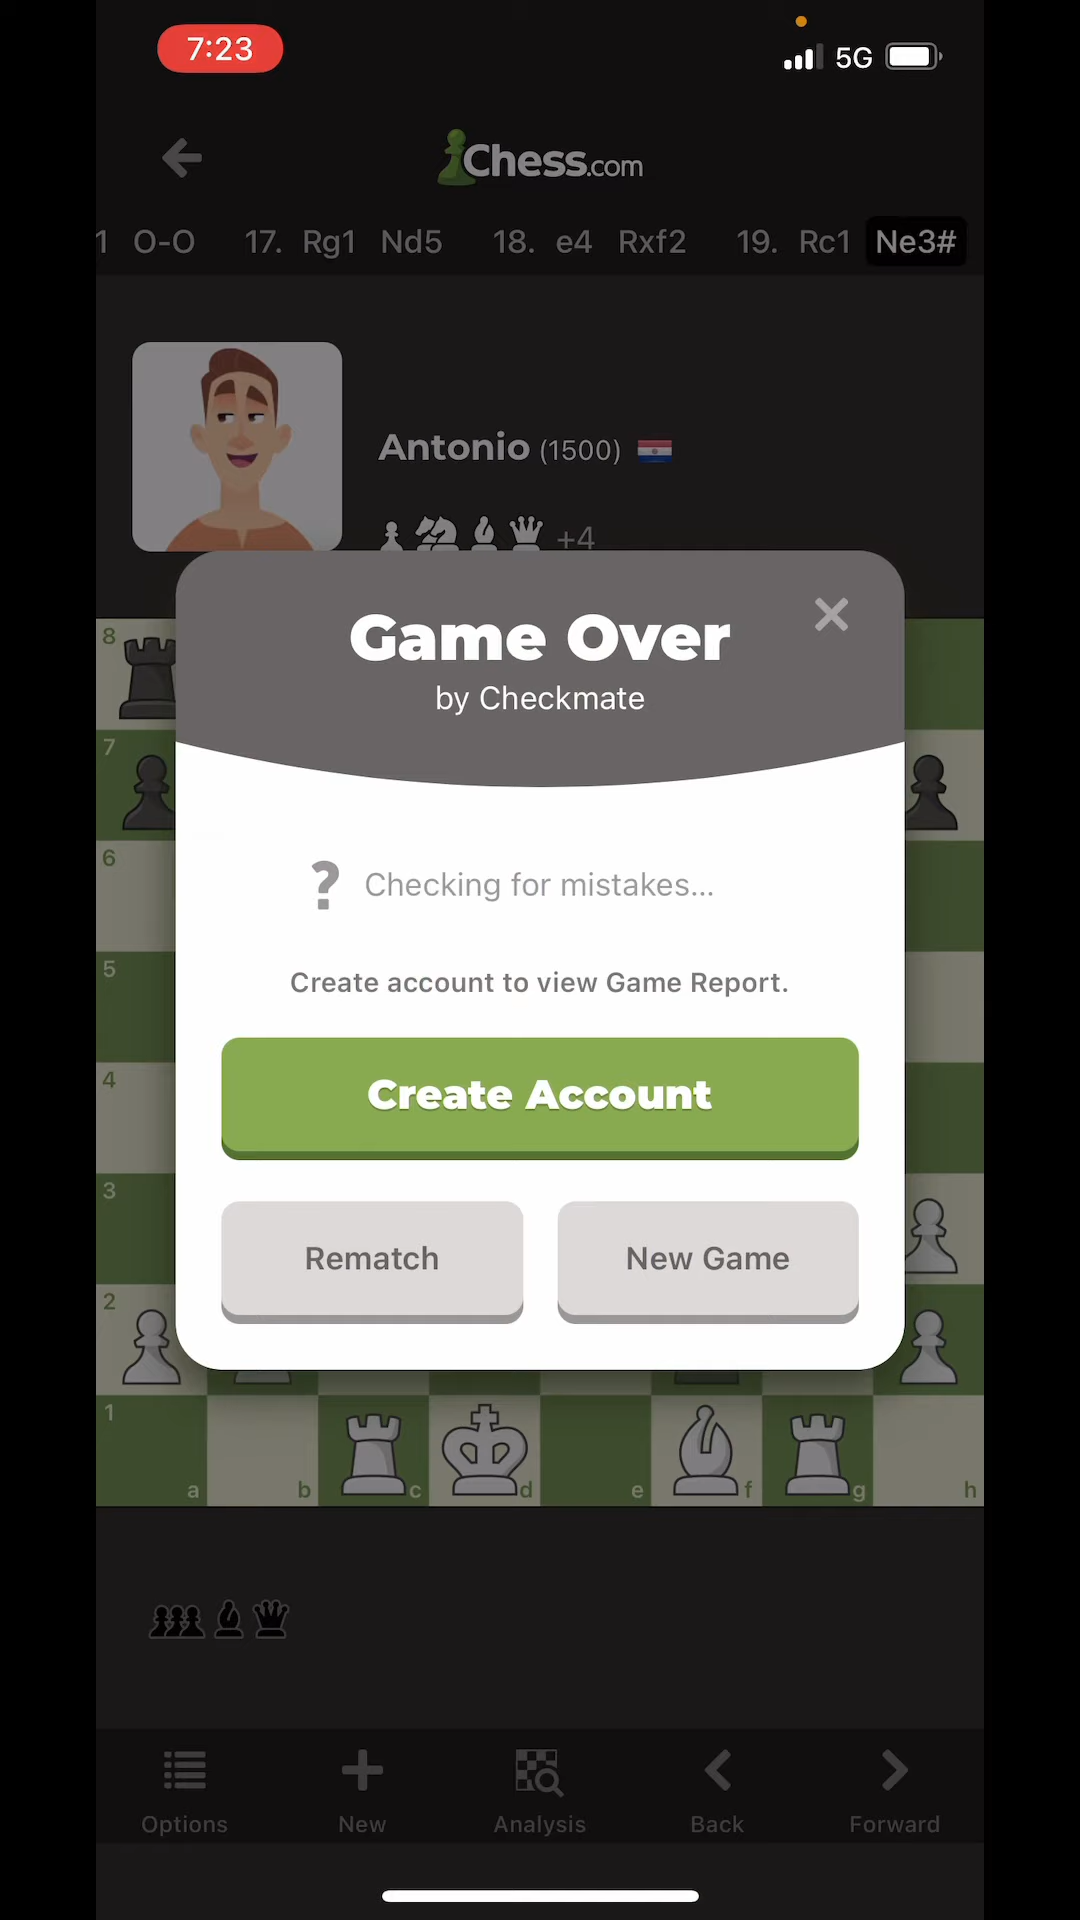 7:23
5G
Chess.com
1 O-O 17. Rg1 Nd5 18. e4 Rxf2 19. Rc1 Ne3#
Antonio (1500)
+4
Game Over
by Checkmate
8
7
6
5
4
3
2
1
? Checking for mistakes...
Create account to view Game Report.
Create Account
Rematch New Game
a b c d e f g h
Options New Analysis Back Forward